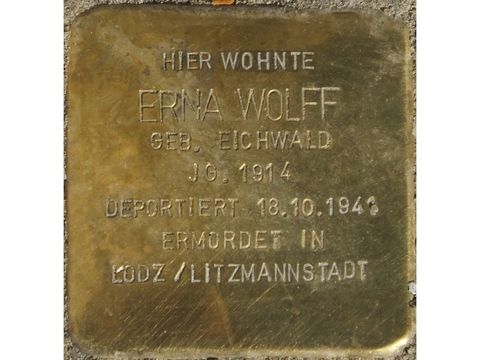 HIER WOHNTE
ERNA WOLFF
GEB. EICHWALD
JG. 1914
DEPORTIERT 18.10.1941
ERMORDET IN
LODZ / LITZMANNSTADT